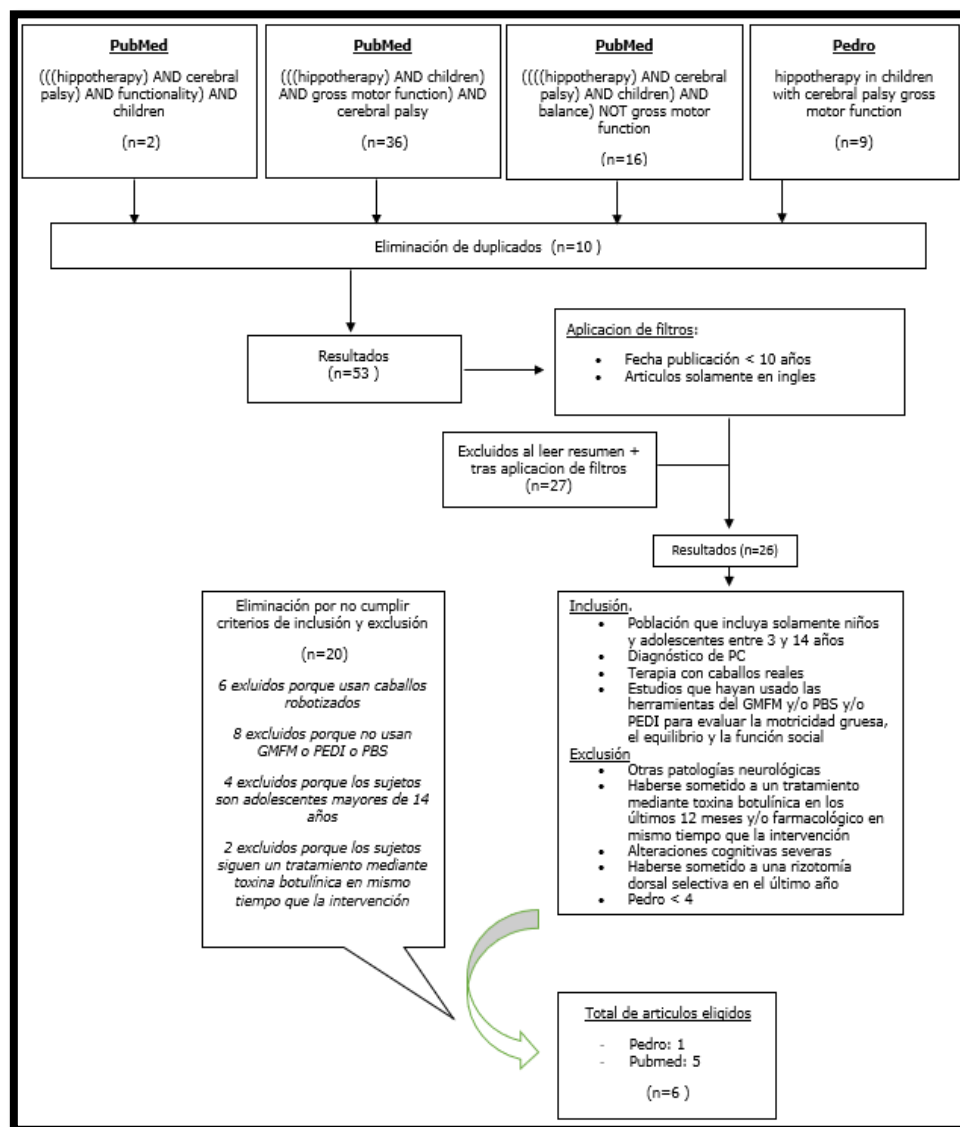 PubMed
(((hippotherapy) AND cerebral
palsy) AND functionality) AND
children
(n=2)
PubMed
(((hippotherapy) AND children)
AND gross motor function) AND
cerebral palsy
(n=36)
PubMed
((((hippotherapy) AND cerebral
palsy) AND children) AND
balance) NOT gross motor
function
(n=16)
Pedro
hippotherapy in children
with cerebral palsy gross
motor function
(n=9)
Eliminación de duplicados (n=10 )
Resultados
(n=53 )
Aplicacion de filtros:
• Fecha publicación < 10 años
• Articulos solamente en ingles
Excluidos al leer resumen +
tras aplicacion de filtros
(n=27)
Resultados (n=26)
Eliminación por no cumplir
criterios de inclusión y exclusión
(n=20)
6 exluidos porque usan caballos
robotizados
8 excluidos porque no usan
GMFM o PEDI o PBS
4 excluidos porque los sujetos
son adolescentes mayores de 14
años
2 excluidos porque los sujetos
siguen un tratamiento mediante
toxina botulínica en mismo
tiempo que la intervención
Inclusión.
• Población que incluya solamente niños
y adolescentes entre 3 y 14 años
• Diagnóstico de PC
• Terapia con caballos reales
• Estudios que hayan usado las
herramientas del GMFM y/o PBS y/o
PEDI para evaluar la motricidad gruesa,
el equilibrio y la función social
Exclusión
• Otras patologías neurológicas
• Haberse sometido a un tratamiento
mediante toxina botulínica en los
últimos 12 meses y/o farmacológico en
mismo tiempo que la intervención
• Alteraciones cognitivas severas
• Haberse sometido a una rizotomía
dorsal selectiva en el último año
• Pedro < 4
Total de articulos eligidos
- Pedro: 1
- Pubmed: 5
(n=6 )